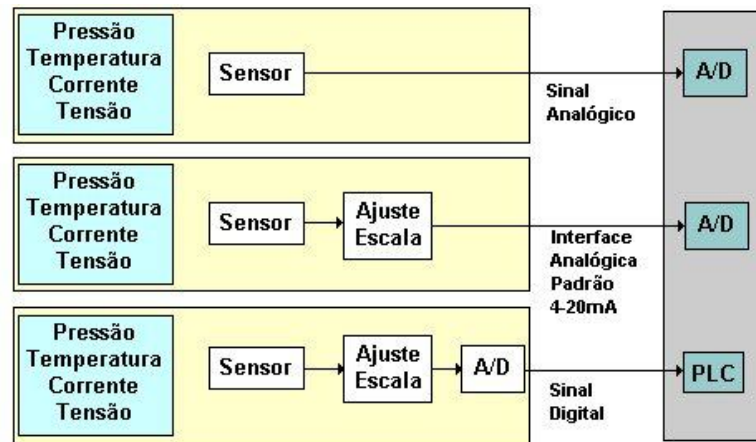 Pressão
Temperatura
Corrente
Tensão
Sensor
Sinal
Analógico
A/D
Pressão
Temperatura
Corrente
Tensão
Sensor
Ajuste
Escala
Interface
Analógica
Padrão
4-20mA
A/D
Pressão
Temperatura
Corrente
Tensão
Sensor
Ajuste
Escala
A/D
Sinal
Digital
PLC